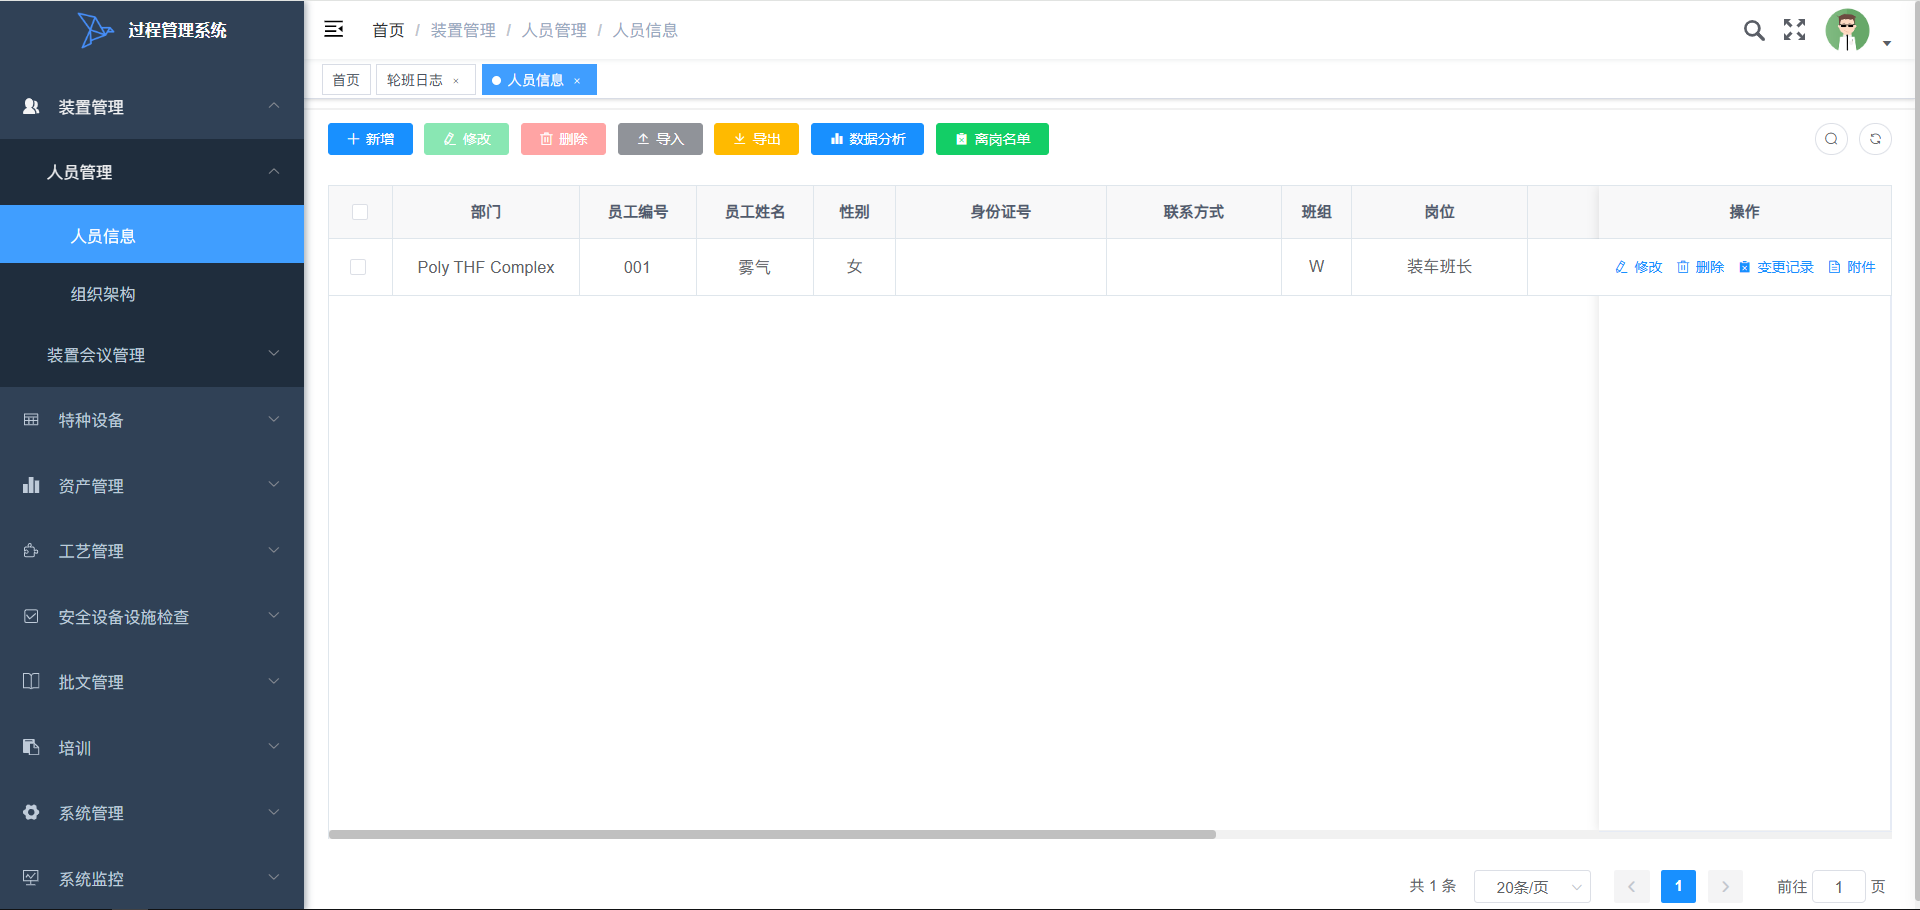 过程管理系统
装置管理
人员管理
人员信息
组织架构
装置会议管理
特种设备
资产管理
工艺管理
安全设备设施检查
批文管理
培训
系统管理
系统监控
首页 / 装置管理 / 人员管理 / 人员信息
首页 轮班日志 × 人员信息 ×
新增 修改 删除 导入 导出 数据分析 离岗名单
部门 员工编号 员工姓名 性别 身份证号 联系方式 班组 岗位 操作
Poly THF Complex 001 雾气 女 W 装车班长 修改 删除 变更记录 附件
共 1 条 20条/页 1 前往 1 页